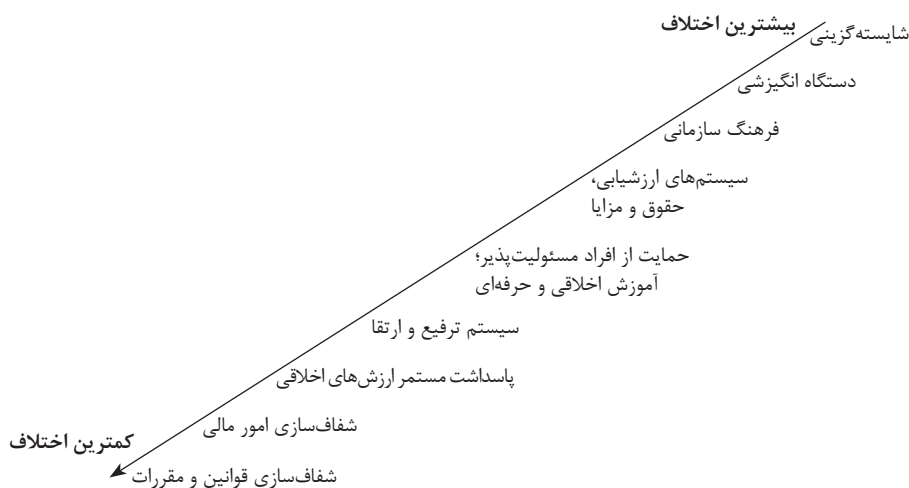 بیشترین اختلاف
شایسته‌گزینی
دستگاه انگیزشی
فرهنگ سازمانی
سیستم‌های ارزشیابی،
حقوق و مزایا
حمایت از افراد مسئولیت‌پذیر؛
آموزش اخلاقی و حرفه‌ای
سیستم ترفیع و ارتقا
پاسداشت مستمر ارزش‌های اخلاقی
شفاف‌سازی امور مالی
کمترین اختلاف
شفاف‌سازی قوانین و مقررات